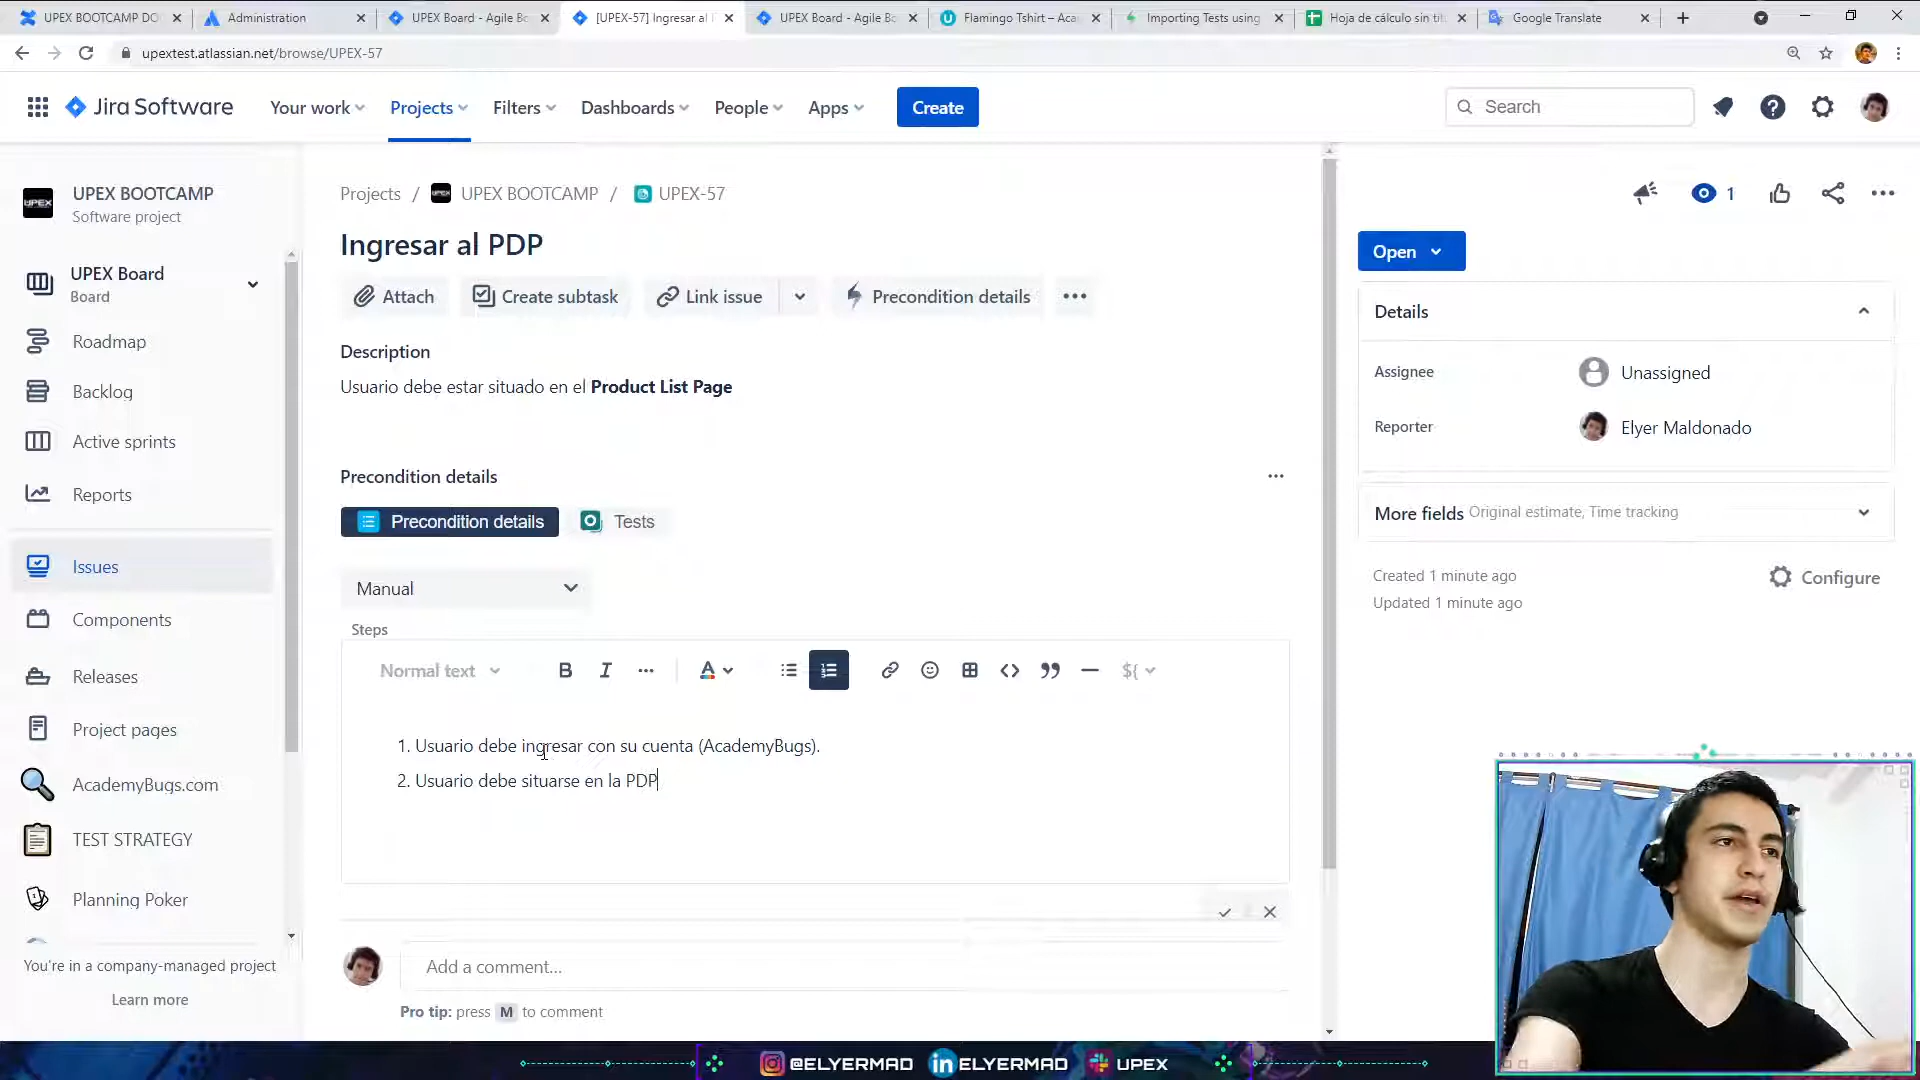 UPEX BOOTCAMP DO
Administration
UPEX Board - Agile Bo
[UPEX-57] Ingresar al
UPEX Board - Agile Bo
Flamingo Tshirt – Aca
Importing Tests using
Hoja de cálculo sin tít
Google Translate
upextest.atlassian.net/browse/UPEX-57
Jira Software
Your work
Projects
Filters
Dashboards
People
Apps
Create
Search
UPEX BOOTCAMP
Software project
UPEX Board
Board
Roadmap
Backlog
Active sprints
Reports
Issues
Components
Releases
Project pages
AcademyBugs.com
TEST STRATEGY
Planning Poker
You're in a company-managed project
Learn more
Projects / UPEX BOOTCAMP / UPEX-57
Ingresar al PDP
Attach
Create subtask
Link issue
Precondition details
Description
Usuario debe estar situado en el Product List Page
Precondition details
Precondition details
Tests
Manual
Steps
Normal text
1. Usuario debe ingresar con su cuenta (AcademyBugs).
2. Usuario debe situarse en la PDP
Add a comment...
Pro tip: press M to comment
1
Open
Details
Assignee
Unassigned
Reporter
Elyer Maldonado
More fields Original estimate, Time tracking
Created 1 minute ago
Updated 1 minute ago
Configure
@ELYERMAD
ELYERMAD
UPEX